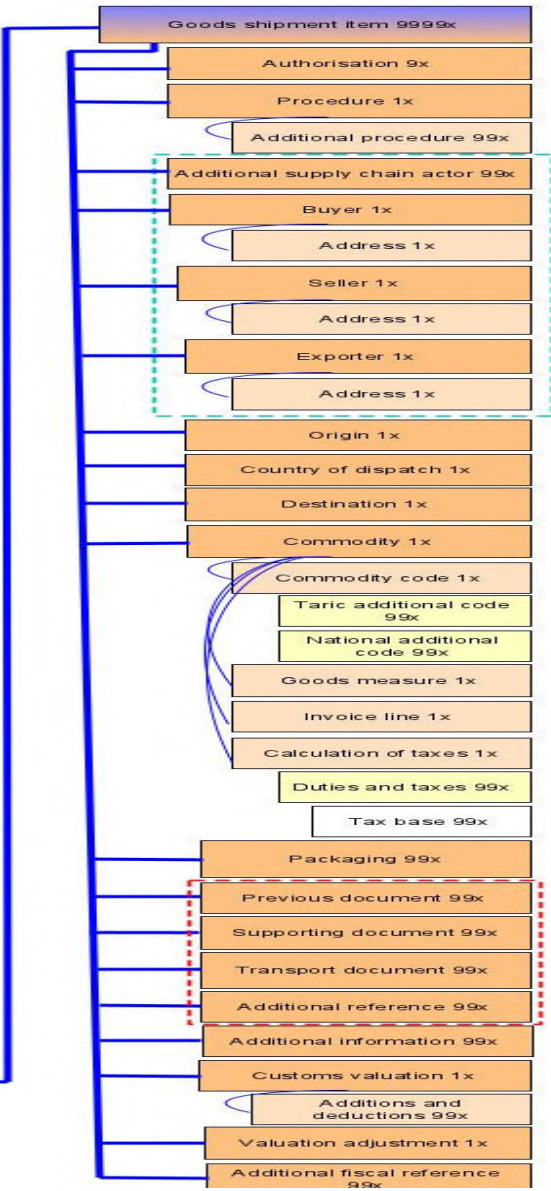 Goods shipment item 9999x
Authorisation 9x
Procedure 1x
Additional procedure 99x
Additional supply chain actor 99x
Buyer 1x
Address 1x
Seller 1x
Address 1x
Exporter 1x
Address 1x
Origin 1x
Country of dispatch 1x
Destination 1x
Commodity 1x
Commodity code 1x
Taric additional code
99x
National additional
code 99x
Goods measure 1x
Invoice line 1x
Calculation of taxes 1x
Duties and taxes 99x
Tax base 99x
Packaging 99x
Previous document 99x
Supporting document 99x
Transport document 99x
Additional reference 99x
Additional information 99x
Customs valuation 1x
Additions and
deductions 99x
Valuation adjustment 1x
Additional fiscal reference
99x